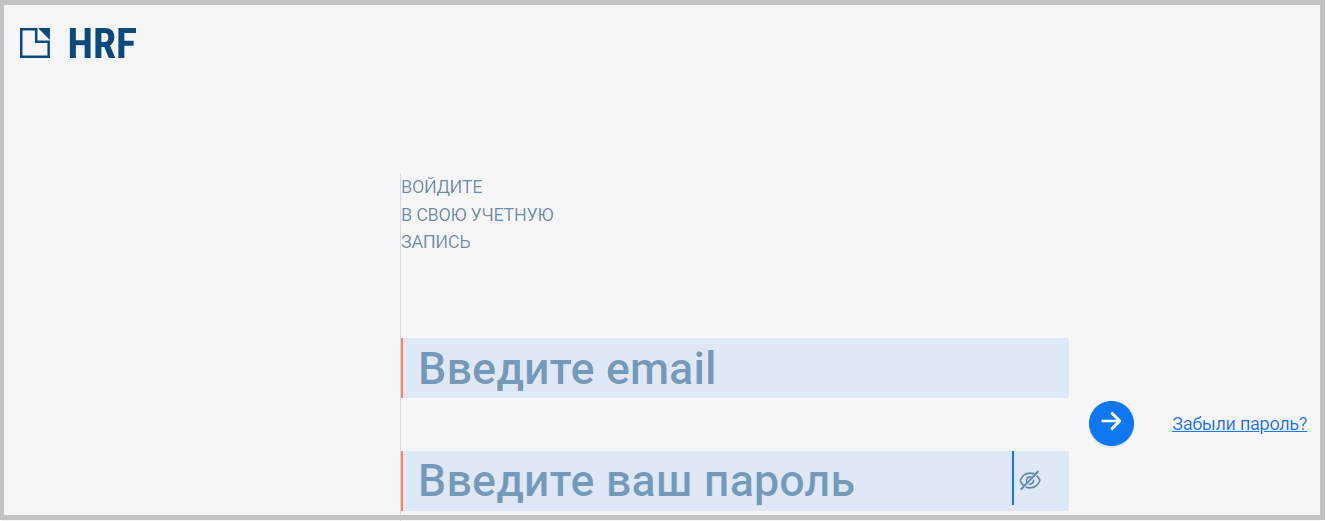 HRF
ВОЙДИТЕ
В СВОЮ УЧЕТНУЮ
ЗАПИСЬ
Введите email
Забыли пароль?
Введите ваш пароль